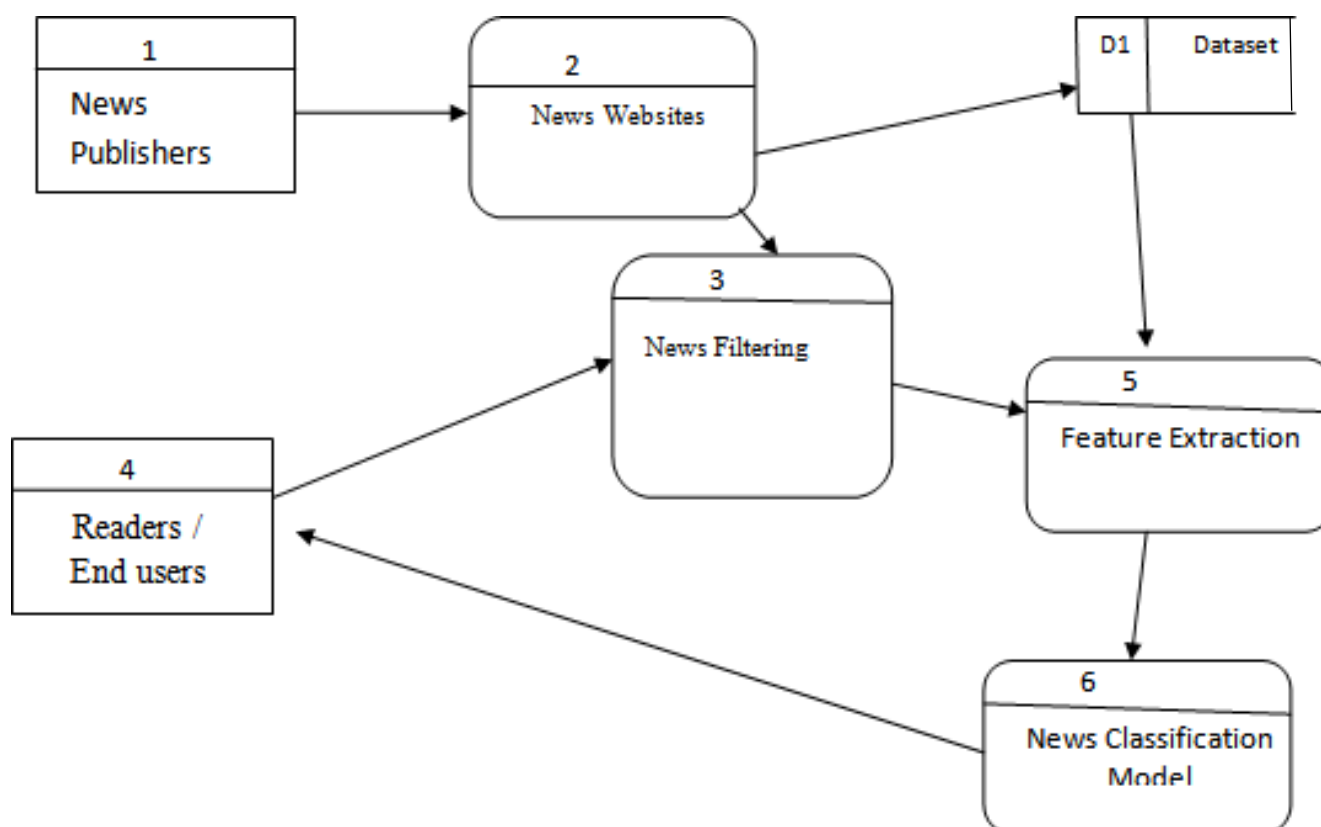 1
News
Publishers
2
News Websites
D1 Dataset
3
News Filtering
4
Readers /
End users
5
Feature Extraction
6
News Classification
Model